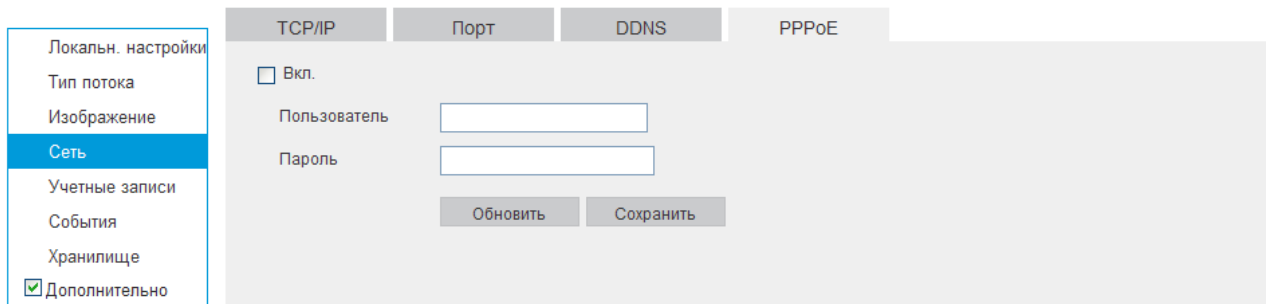 TCP/IP
Порт
DDNS
PPPoE
Локальн. настройки
Тип потока
Изображение
Сеть
Учетные записи
События
Хранилище
Дополнительно
Вкл.
Пользователь
Пароль
Обновить
Сохранить